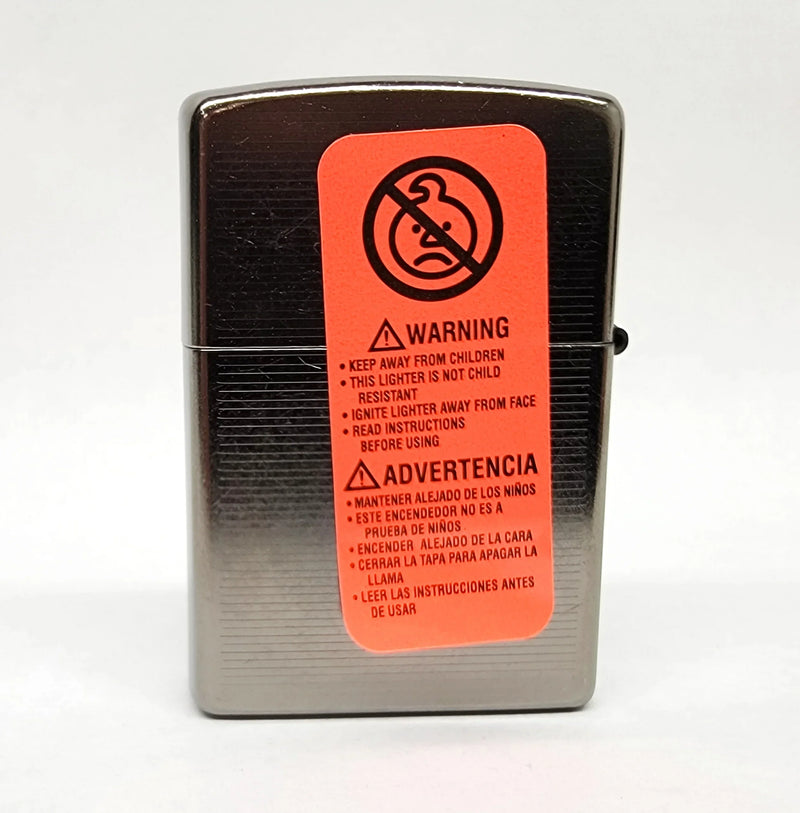 WARNING
• KEEP AWAY FROM CHILDREN
• THIS LIGHTER IS NOT CHILD
RESISTANT
• IGNITE LIGHTER AWAY FROM FACE
• READ INSTRUCTIONS
BEFORE USING
ADVERTENCIA
• MANTENER ALEJADO DE LOS NIÑOS
• ESTE ENCENDEDOR NO ES A
PRUEBA DE NIÑOS
• ENCENDER ALEJADO DE LA CARA
• CERRAR LA TAPA PARA APAGAR LA
LLAMA
• LEER LAS INSTRUCCIONES ANTES
DE USAR